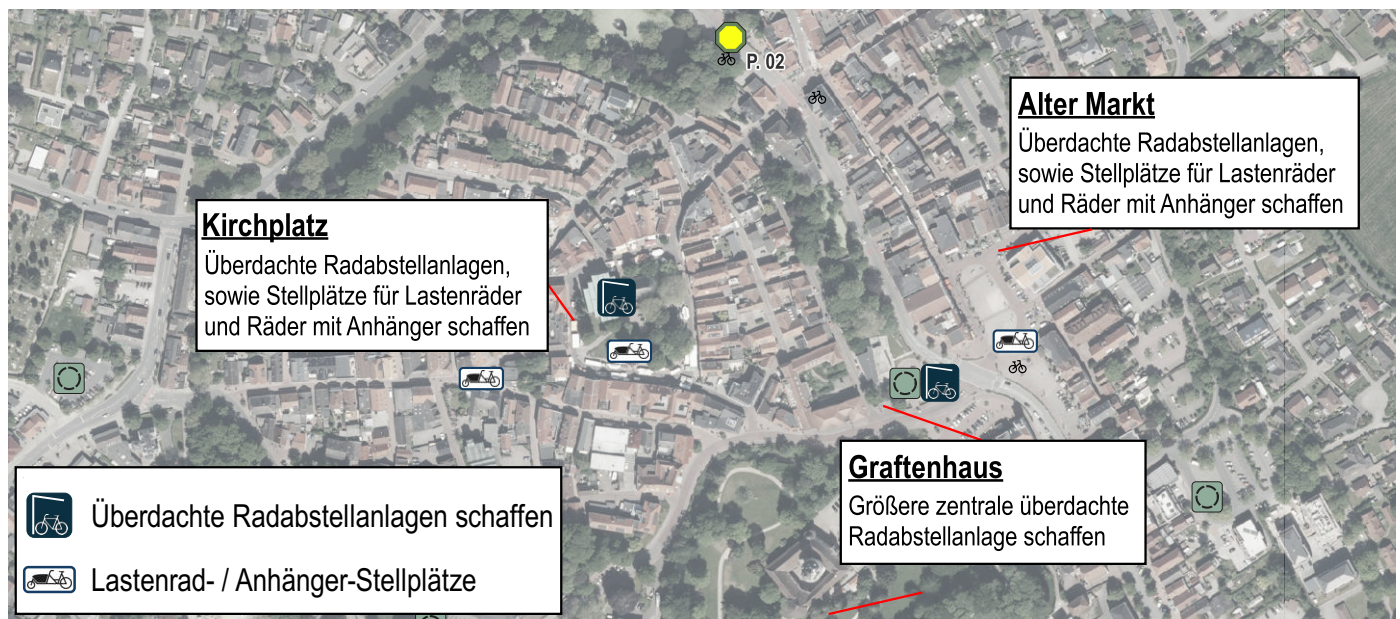 P. 02
Alter Markt
Überdachte Radabstellanlagen,
sowie Stellplätze für Lastenräder
und Räder mit Anhänger schaffen
Kirchplatz
Überdachte Radabstellanlagen,
sowie Stellplätze für Lastenräder
und Räder mit Anhänger schaffen
Graftenhaus
Größere zentrale überdachte
Radabstellanlage schaffen
Überdachte Radabstellanlagen schaffen
Lastenrad- / Anhänger-Stellplätze